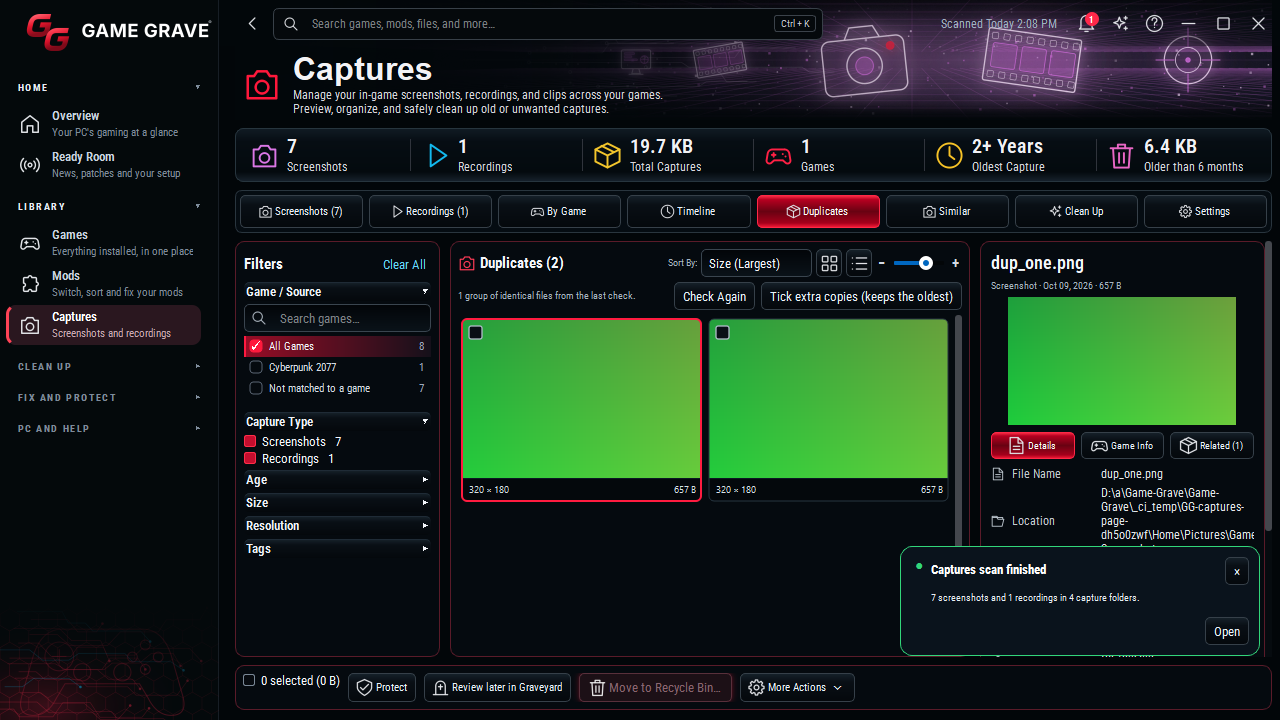 GAME GRAVE
Search games, mods, files, and more...
Ctrl + K
Scanned Today 2:08 PM
1
Captures
Manage your in-game screenshots, recordings, and clips across your games.
Preview, organize, and safely clean up old or unwanted captures.
HOME
Overview
Your PC's gaming at a glance
Ready Room
News, patches and your setup
LIBRARY
Games
Everything installed, in one place
Mods
Switch, sort and fix your mods
Captures
Screenshots and recordings
CLEAN UP
FIX AND PROTECT
PC AND HELP
7
Screenshots
1
Recordings
19.7 KB
Total Captures
1
Games
2+ Years
Oldest Capture
6.4 KB
Older than 6 months
Screenshots (7)
Recordings (1)
By Game
Timeline
Duplicates
Similar
Clean Up
Settings
Filters
Clear All
Game / Source
Search games...
All Games 8
Cyberpunk 2077 1
Not matched to a game 7
Capture Type
Screenshots 7
Recordings 1
Age
Size
Resolution
Tags
Duplicates (2)
Sort By:
Size (Largest)
1 group of identical files from the last check.
Check Again
Tick extra copies (keeps the oldest)
320 × 180 657 B
320 × 180 657 B
dup_one.png
Screenshot · Oct 09, 2026 · 657 B
Details
Game Info
Related (1)
File Name dup_one.png
Location
D:\a\Game-Grave\Game-
Grave\_ci_temp\GG-captures-
page-
dh5o0zwf\Home\Pictures\Game
Captures scan finished
x
7 screenshots and 1 recordings in 4 capture folders.
Open
0 selected (0 B)
Protect
Review later in Graveyard
Move to Recycle Bin...
More Actions